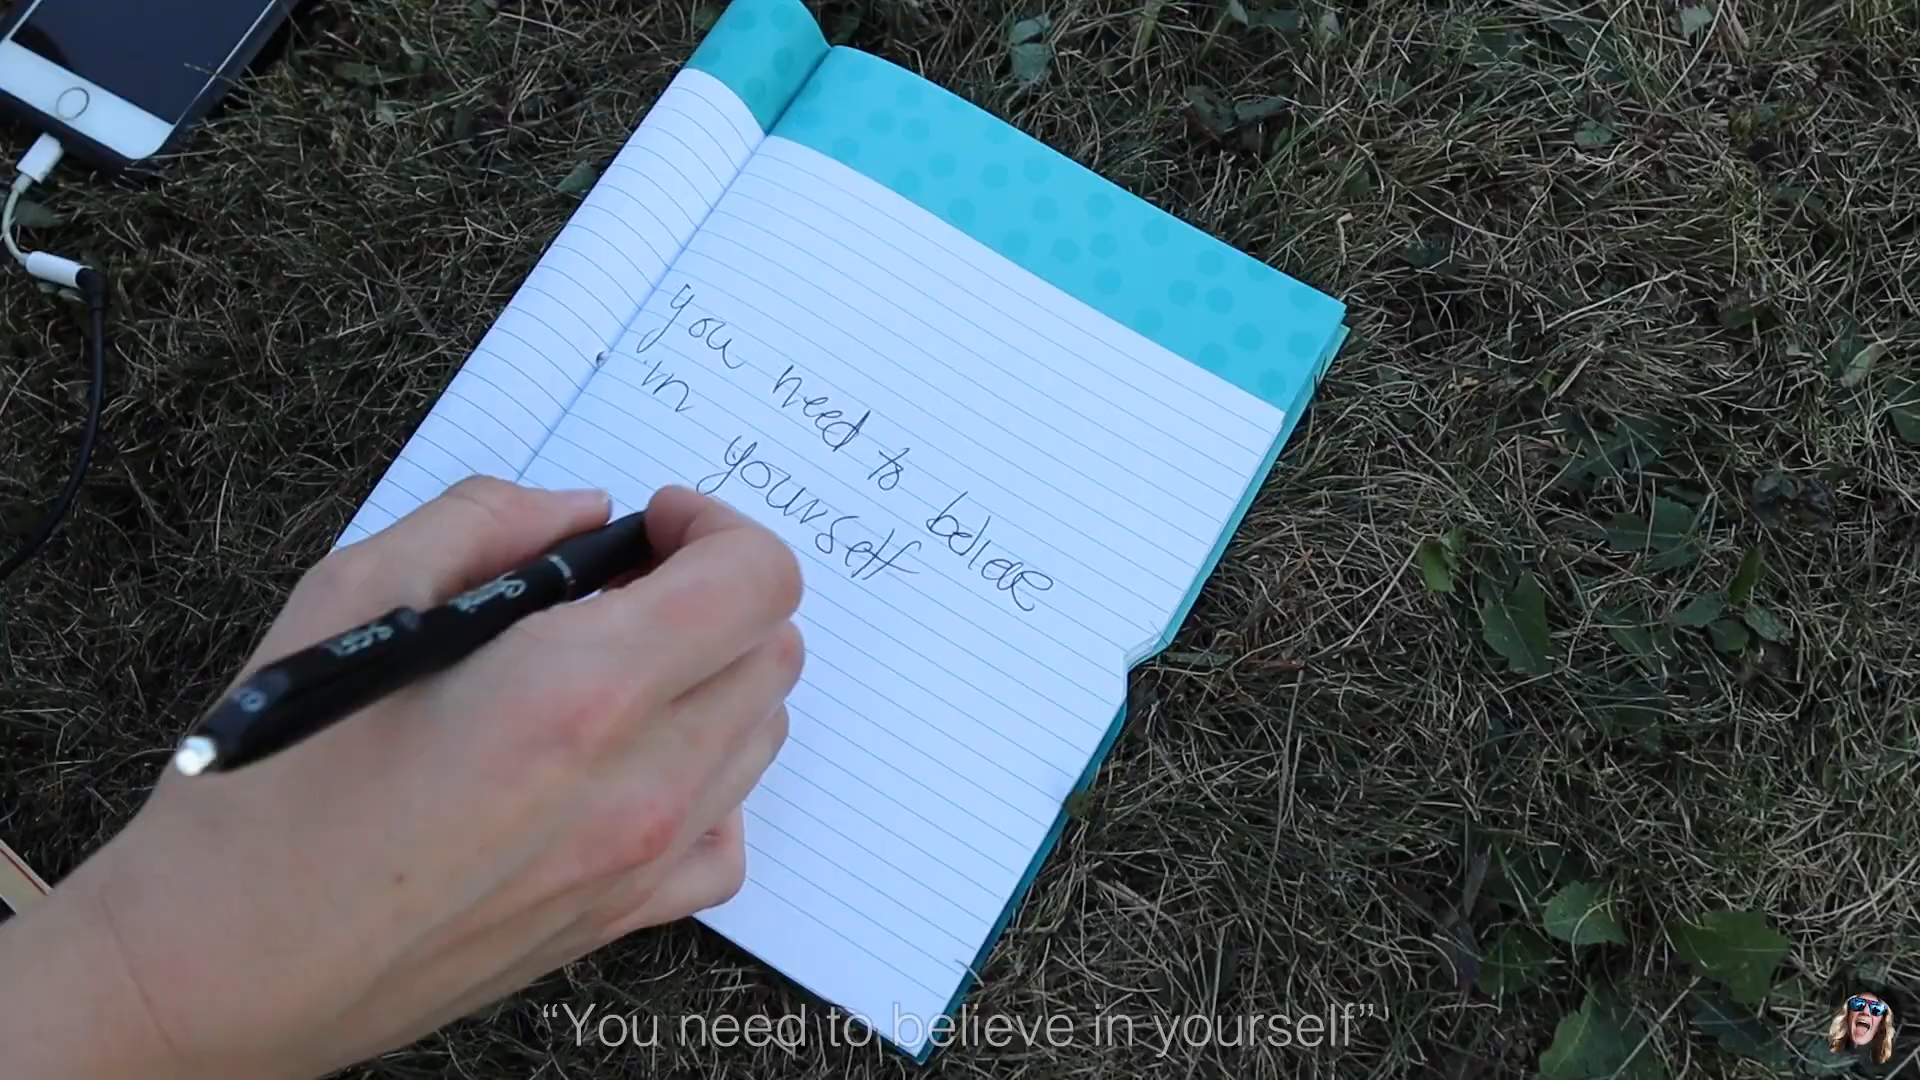 you need to believe
in yourself
“You need to believe in yourself”